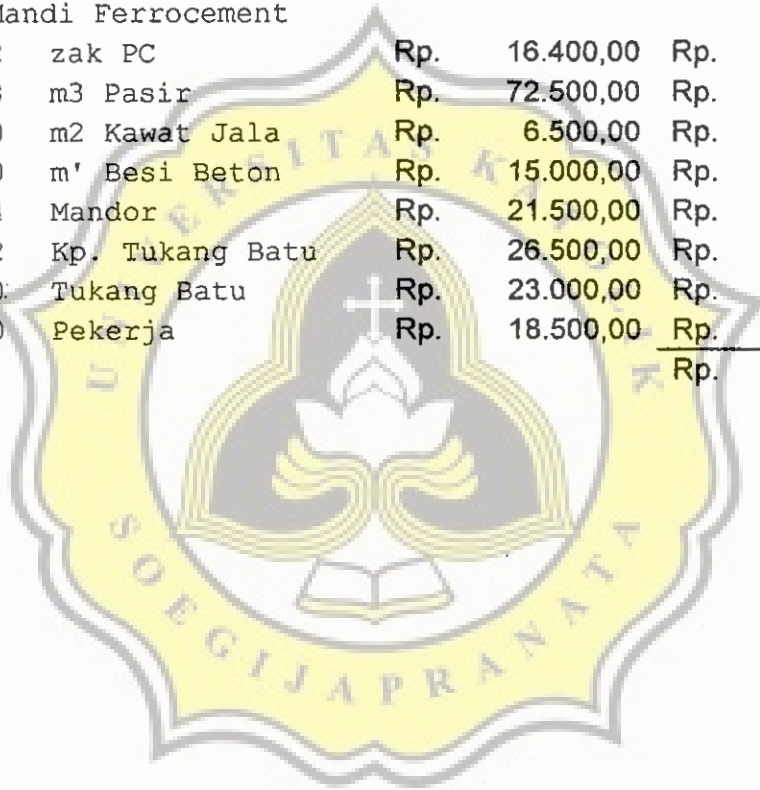 Mandi Ferrocement
zak PC Rp. 16.400,00 Rp.
m3 Pasir Rp. 72.500,00 Rp.
m2 Kawat Jala Rp. 6.500,00 Rp.
m' Besi Beton Rp. 15.000,00 Rp.
Mandor Rp. 21.500,00 Rp.
Kp. Tukang Batu Rp. 26.500,00 Rp.
Tukang Batu Rp. 23.000,00 Rp.
Pekerja Rp. 18.500,00 Rp.
Rp.
UNIVERSITAS KATOLIK
SOEGIJAPRANATA